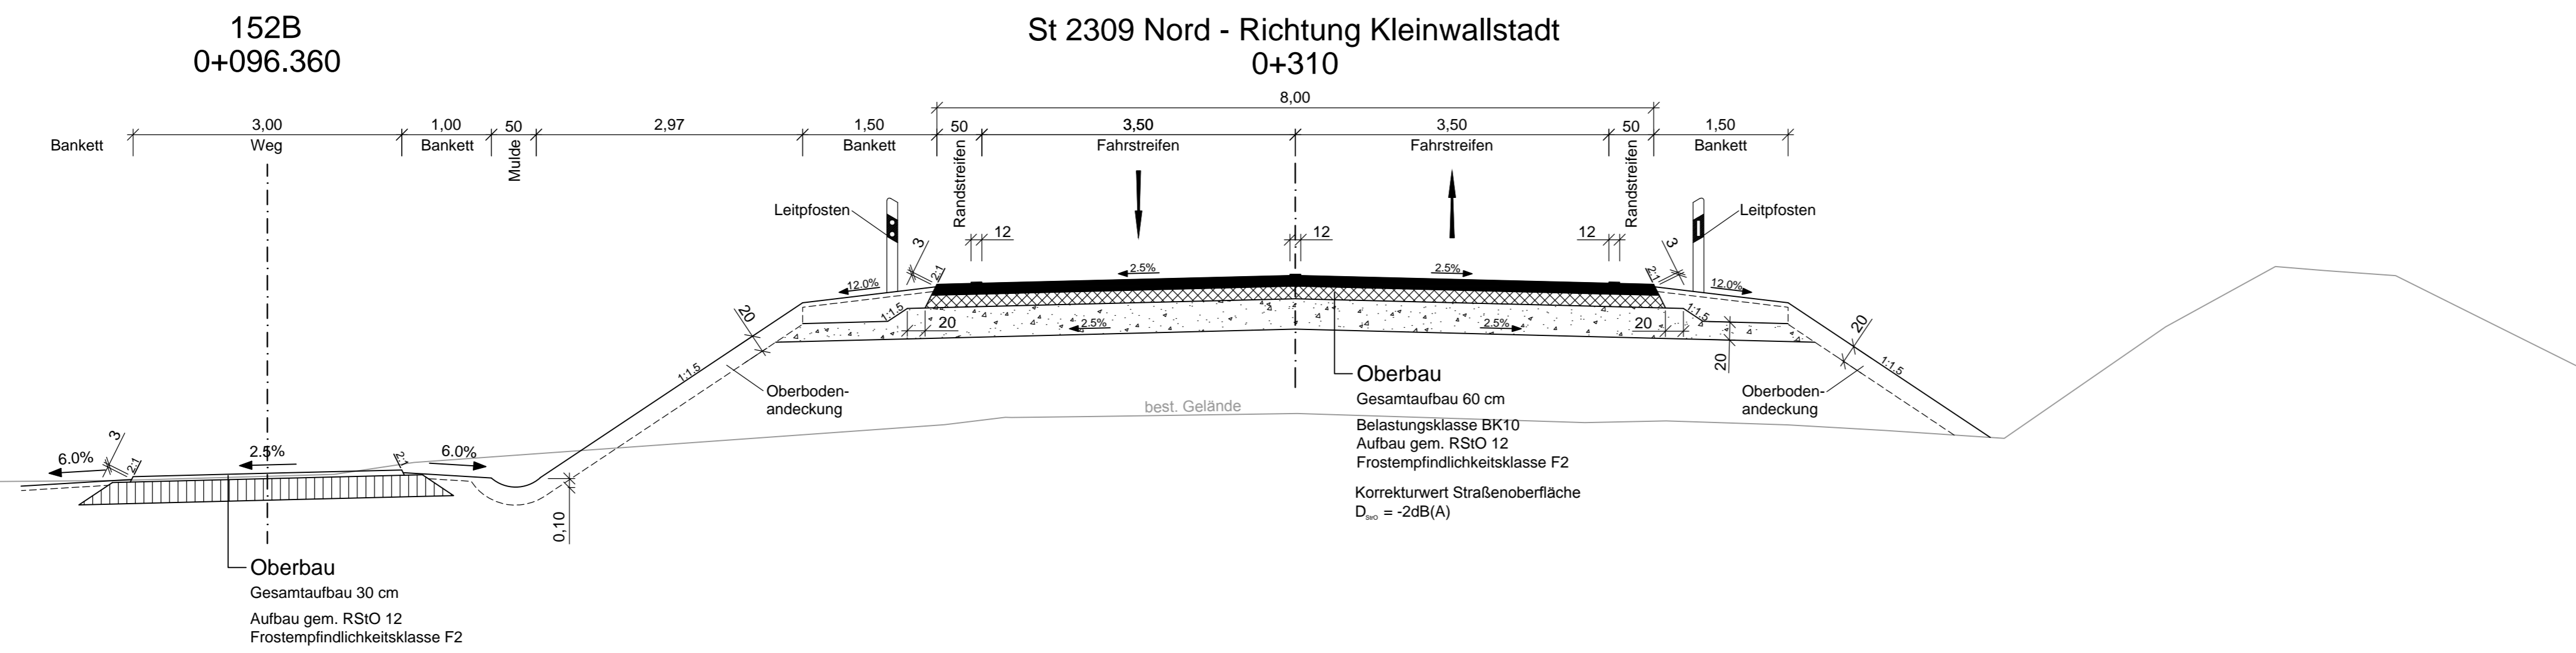 152B
0+096.360
St 2309 Nord - Richtung Kleinwallstadt
0+310
8,00
3,00
1,00
50
2,97
1,50
50
3,50
3,50
50
1,50
Bankett
Weg
Bankett
Mulde
Bankett
Randstreifen
Fahrstreifen
Fahrstreifen
Randstreifen
Bankett
Leitpfosten
Leitpfosten
12
12
12
3
2:1
3
2:1
12.0%
2.5%
2.5%
12.0%
1:1.5
20
2.5%
2.5%
20
1:1.5
20
20
20
1:1.5
1:1.5
Oberboden-
andeckung
Oberboden-
andeckung
best. Gelände
Oberbau
Gesamtaufbau 60 cm
Belastungsklasse BK10
Aufbau gem. RStO 12
Frostempfindlichkeitsklasse F2
Korrekturwert Straßenoberfläche
D StrO = -2dB(A)
3
6.0%
2:1
2.5%
2:1
6.0%
0,10
Oberbau
Gesamtaufbau 30 cm
Aufbau gem. RStO 12
Frostempfindlichkeitsklasse F2